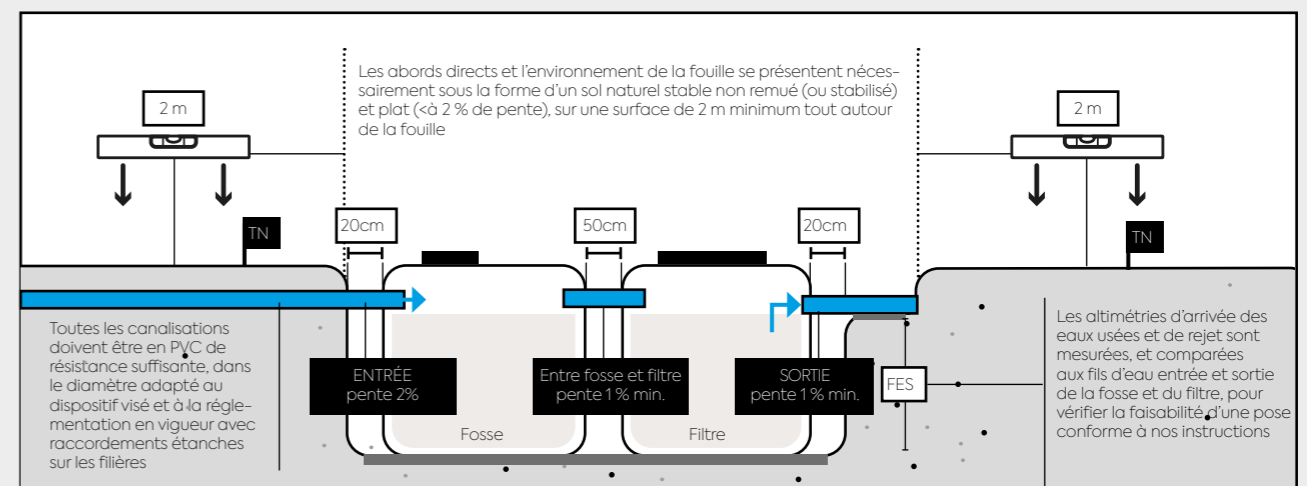 Les abords directs et l'environnement de la fouille se présentent néces-
sairement sous la forme d'un sol naturel stable non remué (ou stabilisé)
et plat (<à 2 % de pente), sur une surface de 2 m minimum tout autour
de la fouille
2 m
2 m
TN
20cm
50cm
20cm
TN
Toutes les canalisations
doivent être en PVC de
résistance suffisante, dans
le diamètre adapté au
dispositif visé et à la régle-
mentation en vigueur avec
raccordements étanches
sur les filières
ENTRÉE
pente 2%
Entre fosse et filtre
pente 1 % min.
SORTIE
pente 1 % min.
FES
Fosse
Filtre
Les altimétries d'arrivée des
eaux usées et de rejet sont
mesurées, et comparées
aux fils d'eau entrée et sortie
de la fosse et du filtre, pour
vérifier la faisabilité d'une pose
conforme à nos instructions